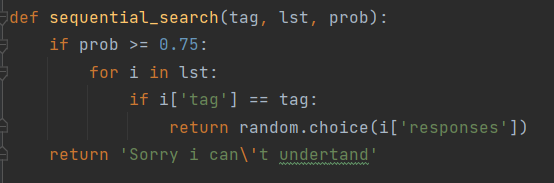 def sequential_search(tag, lst, prob):
    if prob >= 0.75:
        for i in lst:
            if i['tag'] == tag:
                return random.choice(i['responses'])
    return 'Sorry i can\'t undertand'